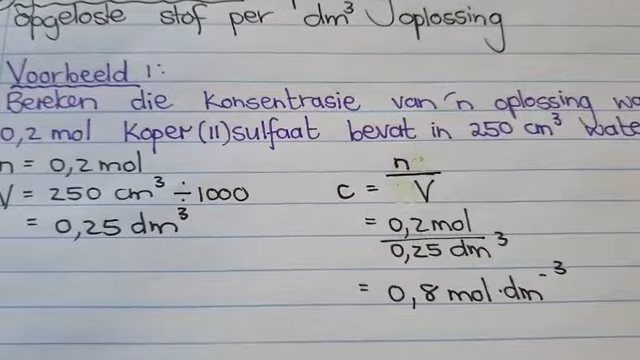 opgeloste stof per 1 dm³ oplossing
Voorbeeld 1:
Bereken die konsentrasie van 'n oplossing
0,2 mol Koper(II)sulfaat bevat in 250 cm³
n = 0,2 mol
V = 250 cm³ ÷ 1000
= 0,25 dm³
c = n/V
= 0,2 mol / 0,25 dm³
= 0,8 mol·dm⁻³